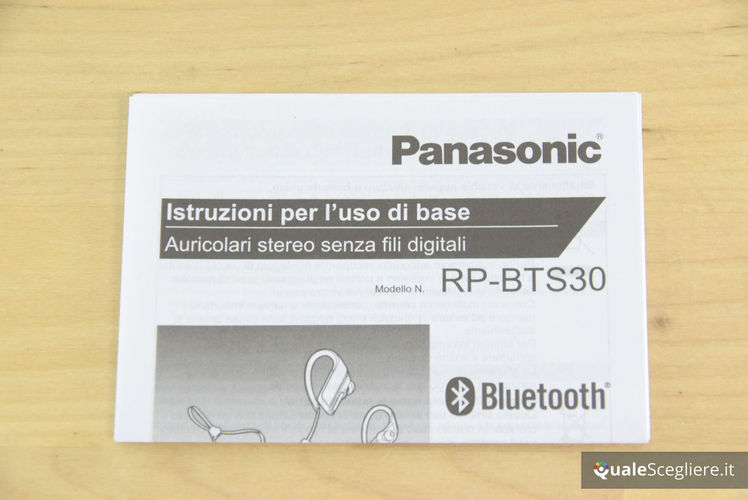 Panasonic®
Istruzioni per l'uso di base
Auricolari stereo senza fili digitali
Modello N. RP-BTS30
Bluetooth®
QualeScegliere.it